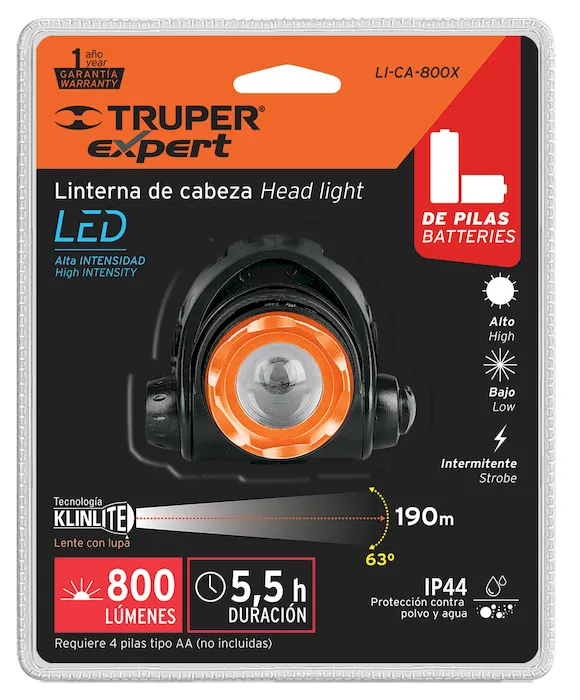 1 año
year
GARANTÍA
WARRANTY
LI-CA-800X
TRUPER®
expert
Linterna de cabeza Head light
LED
Alta INTENSIDAD
High INTENSITY
DE PILAS
BATTERIES
Alto
High
Bajo
Low
Intermitente
Strobe
Tecnología
KLINLITE
Lente con lupa
190m
63º
800
LÚMENES
5,5 h
DURACIÓN
IP44
Protección contra
polvo y agua
Requiere 4 pilas tipo AA (no incluidas)